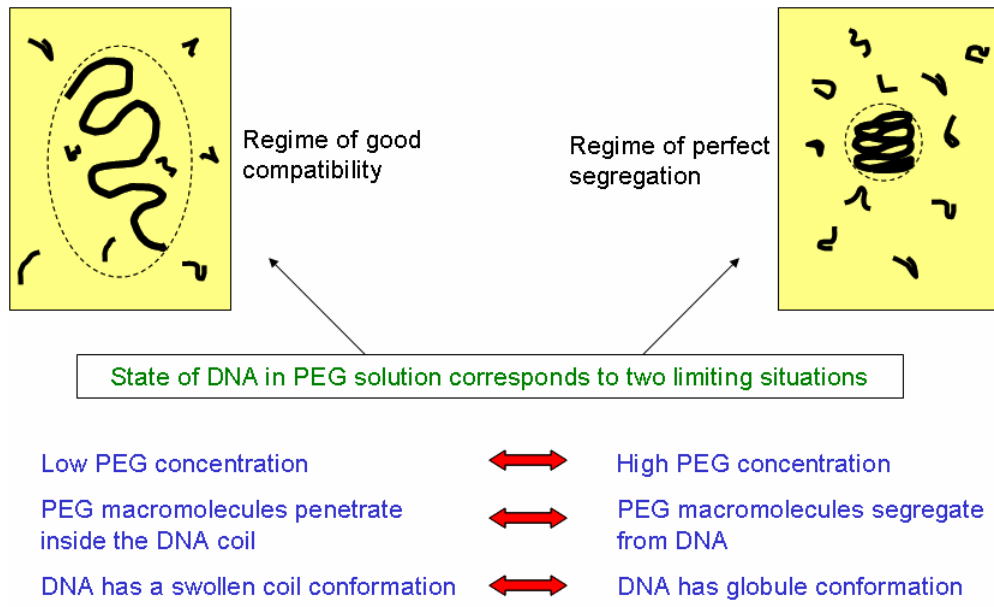 Regime of good
compatibility
Regime of perfect
segregation
State of DNA in PEG solution corresponds to two limiting situations
Low PEG concentration
High PEG concentration
PEG macromolecules penetrate
inside the DNA coil
PEG macromolecules segregate
from DNA
DNA has a swollen coil conformation
DNA has globule conformation